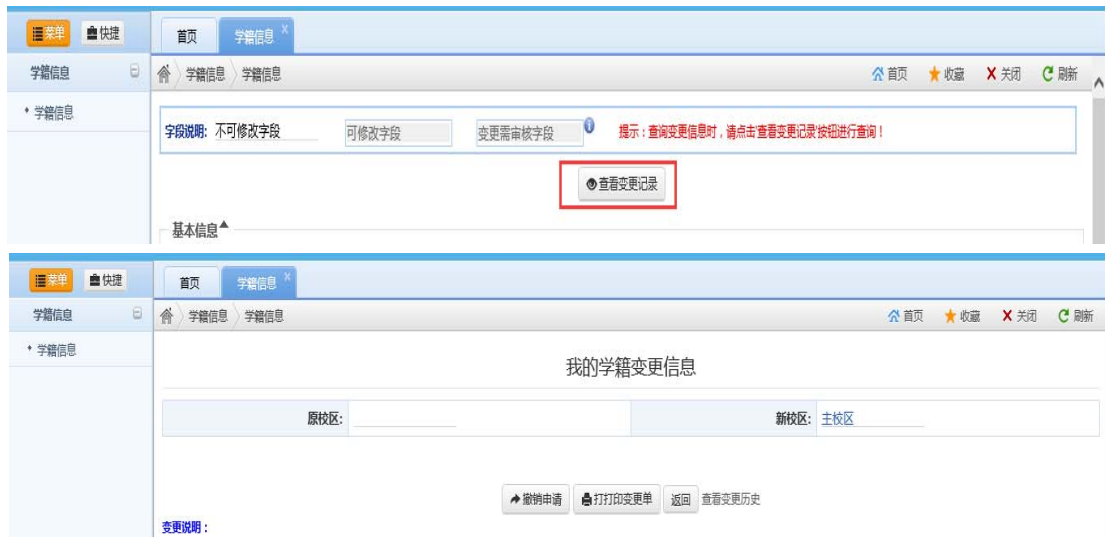 菜单 快捷 首页 学籍信息 X
学籍信息 学籍信息 学籍信息 首页 收藏 关闭 刷新
学籍信息
字段说明: 不可修改字段 可修改字段 变更需审核字段 提示：查询变更信息时，请点击'查看变更记录'按钮进行查询！
查看变更记录
基本信息
菜单 快捷 首页 学籍信息 X
学籍信息 学籍信息 学籍信息 首页 收藏 关闭 刷新
学籍信息
我的学籍变更信息
原校区: 新校区: 主校区
撤销申请 打打印变更单 返回 查看变更历史
变更说明：